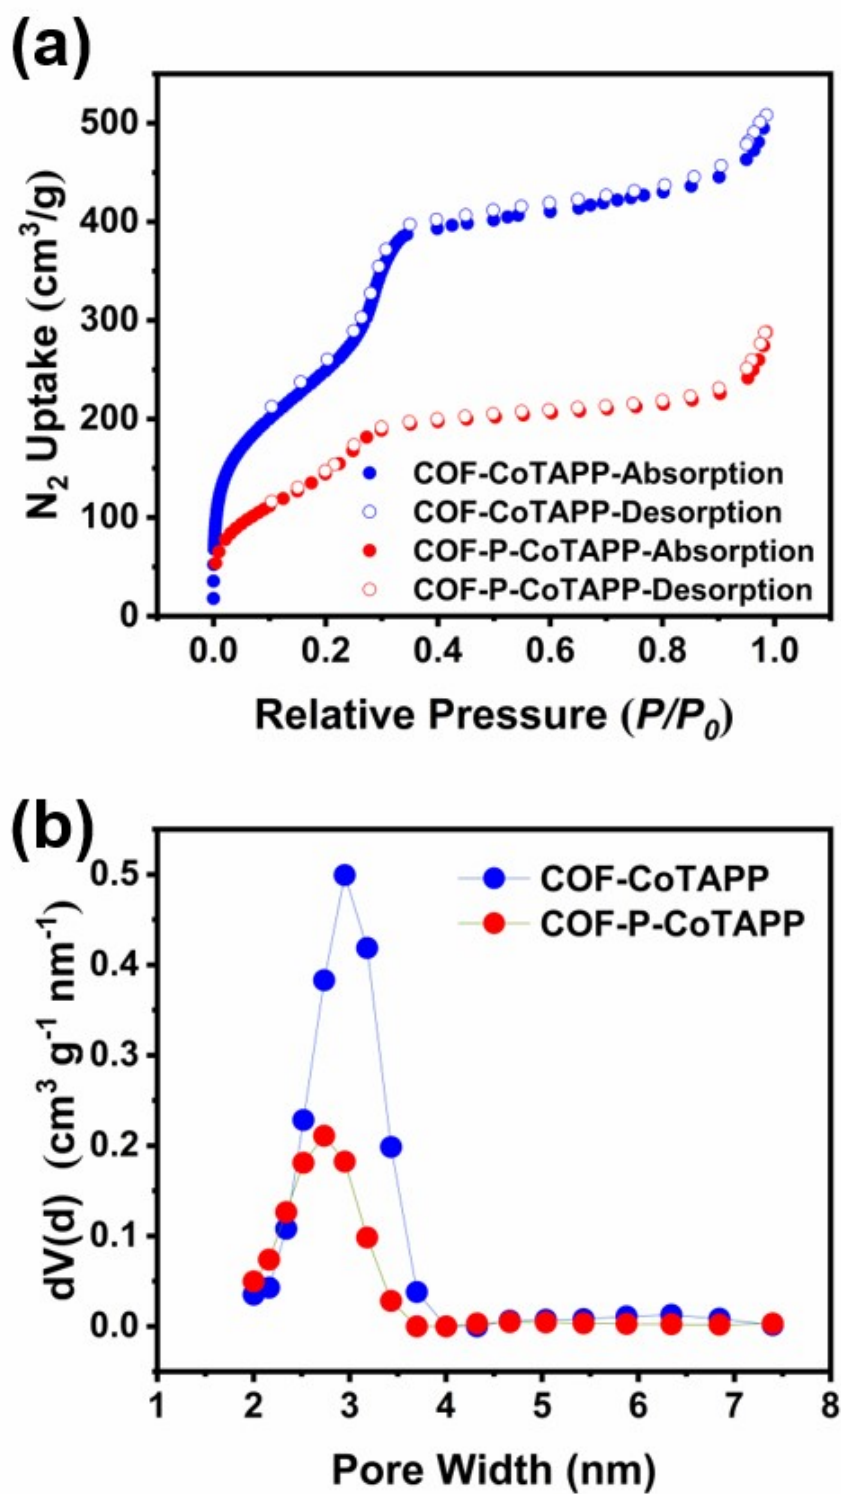 (a)
500
400
300
200
100
0
N₂ Uptake (cm³/g)
COF-CoTAPP-Absorption
COF-CoTAPP-Desorption
COF-P-CoTAPP-Absorption
COF-P-CoTAPP-Desorption
0.0 0.2 0.4 0.6 0.8 1.0
Relative Pressure (P/P₀)
(b)
0.5
0.4
0.3
0.2
0.1
0.0
dV(d) (cm³ g⁻¹ nm⁻¹)
COF-CoTAPP
COF-P-CoTAPP
1 2 3 4 5 6 7 8
Pore Width (nm)